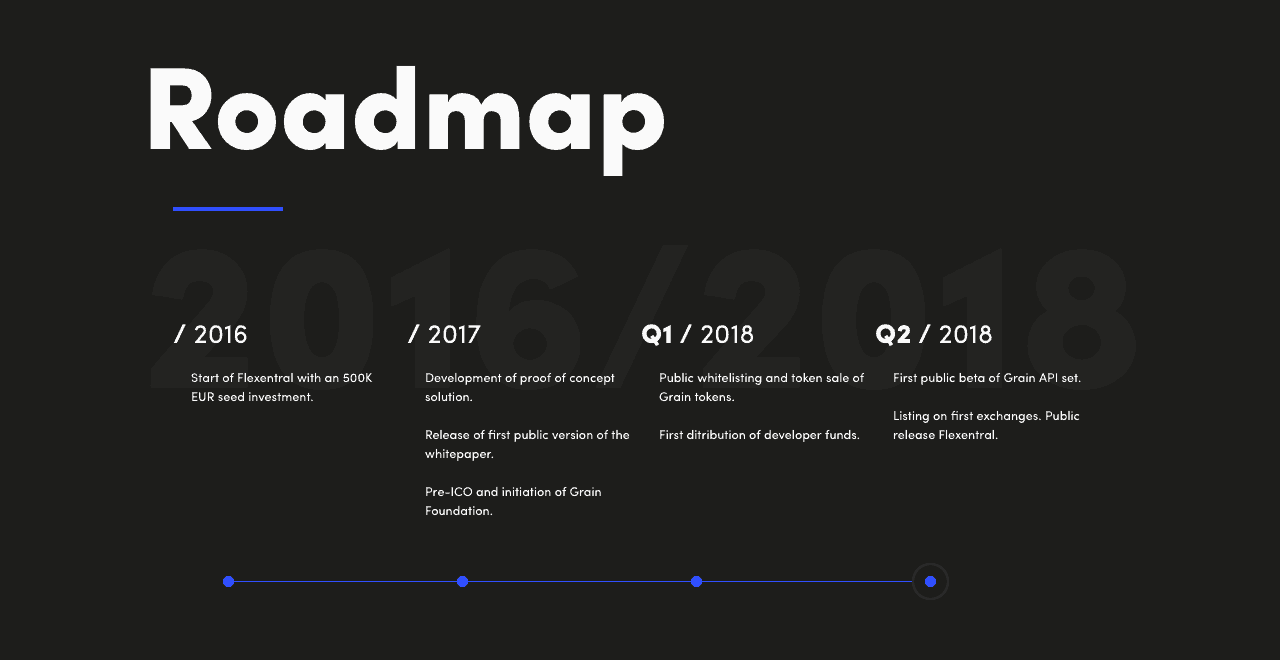 Roadmap
2016/2018
/ 2016
Start of Flexentral with an 500K
EUR seed investment.
/ 2017
Development of proof of concept
solution.
Release of first public version of the
whitepaper.
Pre-ICO and initiation of Grain
Foundation.
Q1 / 2018
Public whitelisting and token sale of
Grain tokens.
First ditribution of developer funds.
Q2 / 2018
First public beta of Grain API set.
Listing on first exchanges. Public
release Flexentral.